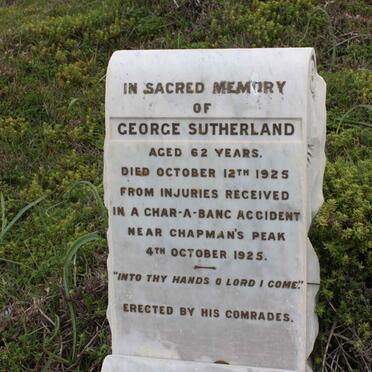 IN SACRED MEMORY
OF
GEORGE SUTHERLAND
AGED 62 YEARS.
DIED OCTOBER 12TH 1925
FROM INJURIES RECEIVED
IN A CHAR-A-BANC ACCIDENT
NEAR CHAPMAN'S PEAK
4TH OCTOBER 1925.
"INTO THY HANDS O LORD I COME."
ERECTED BY HIS COMRADES.